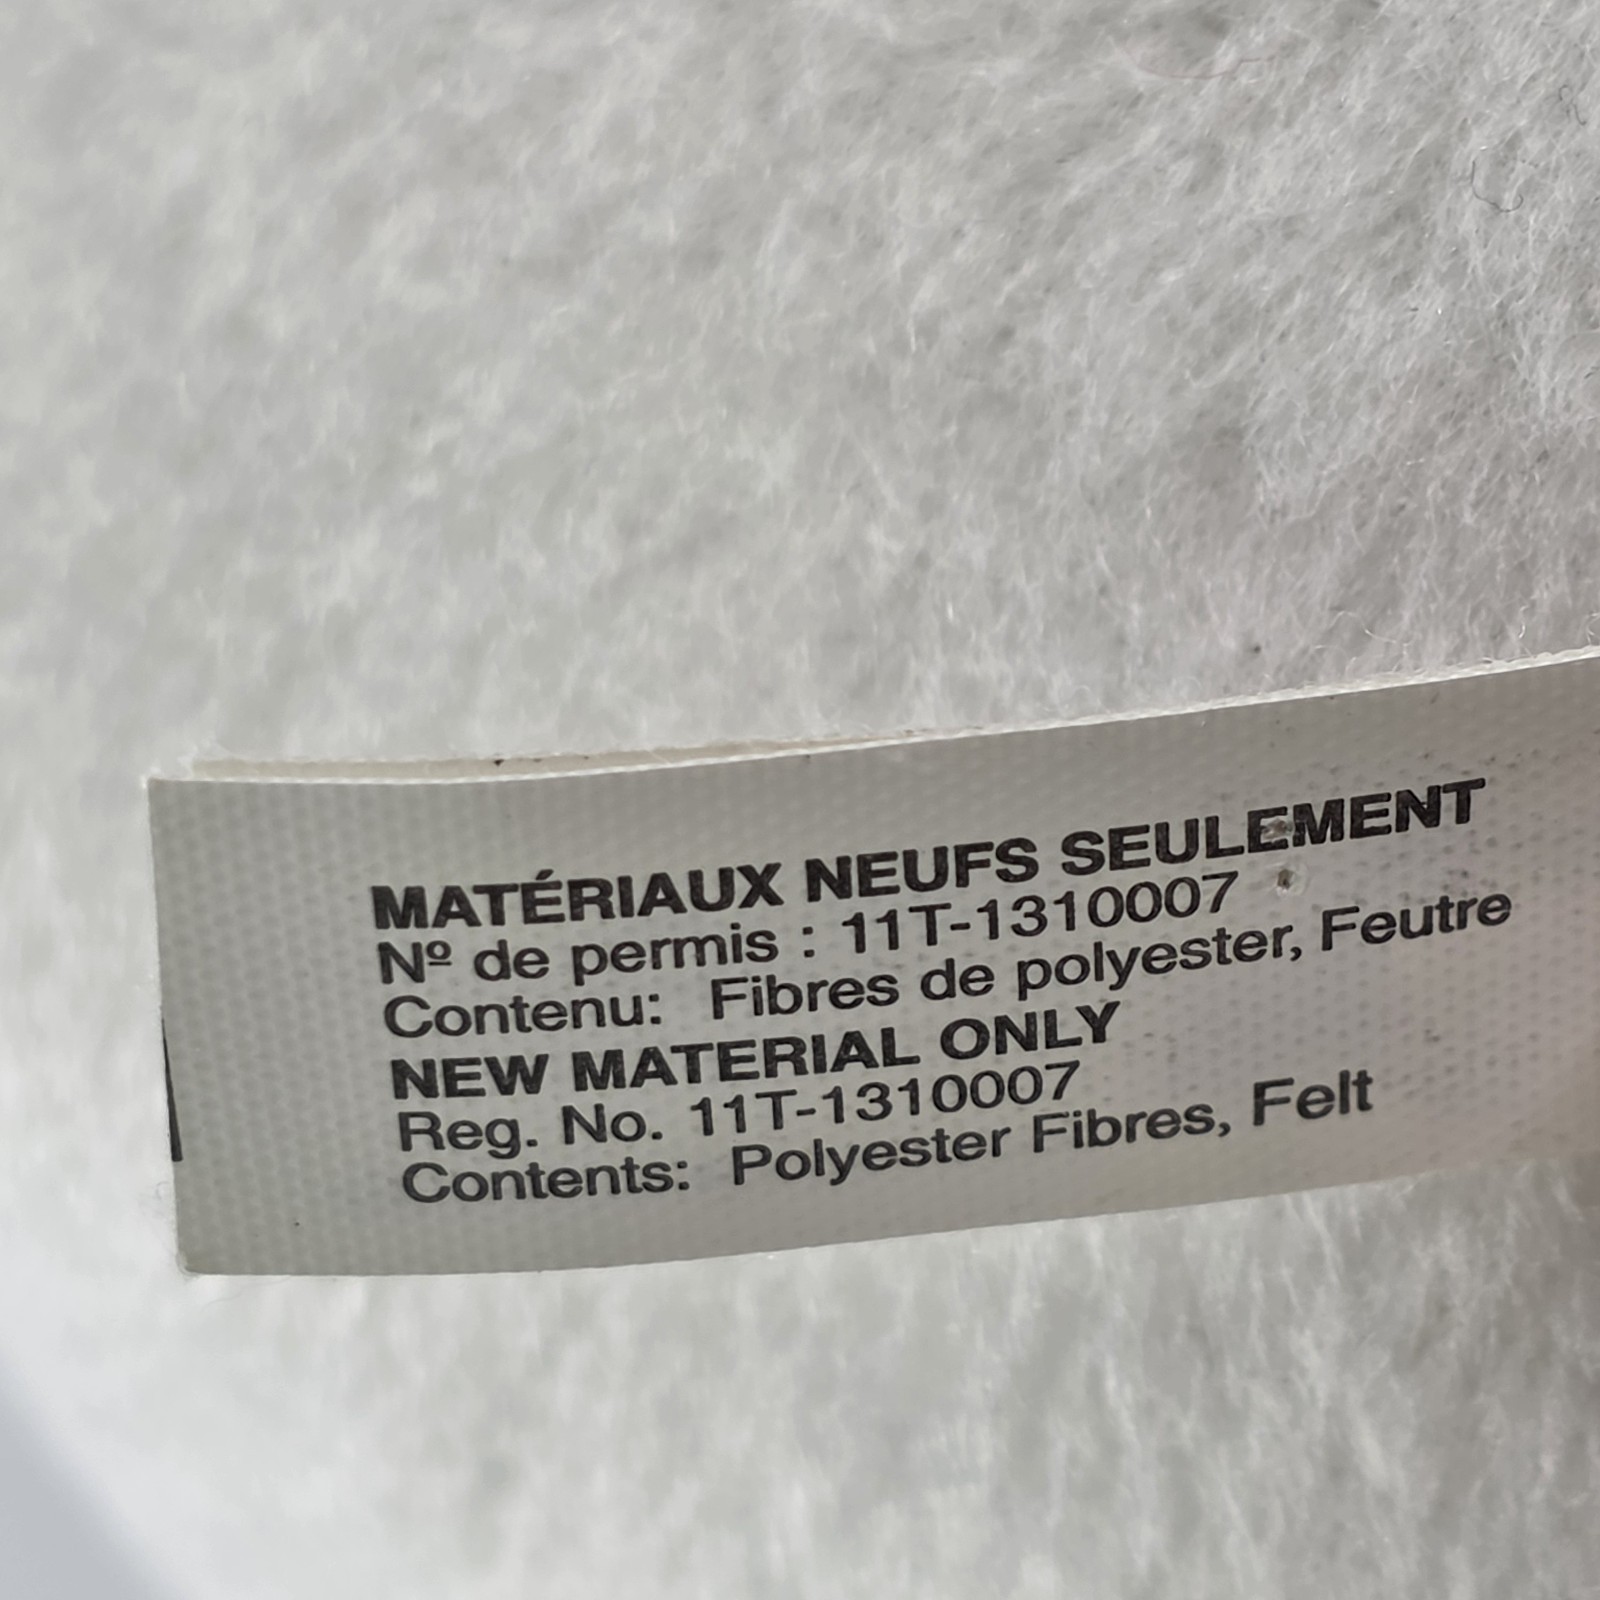 MATÉRIAUX NEUFS SEULEMENT
Nº de permis : 11T-1310007
Contenu: Fibres de polyester, Feutre
NEW MATERIAL ONLY
Reg. No. 11T-1310007
Contents: Polyester Fibres, Felt